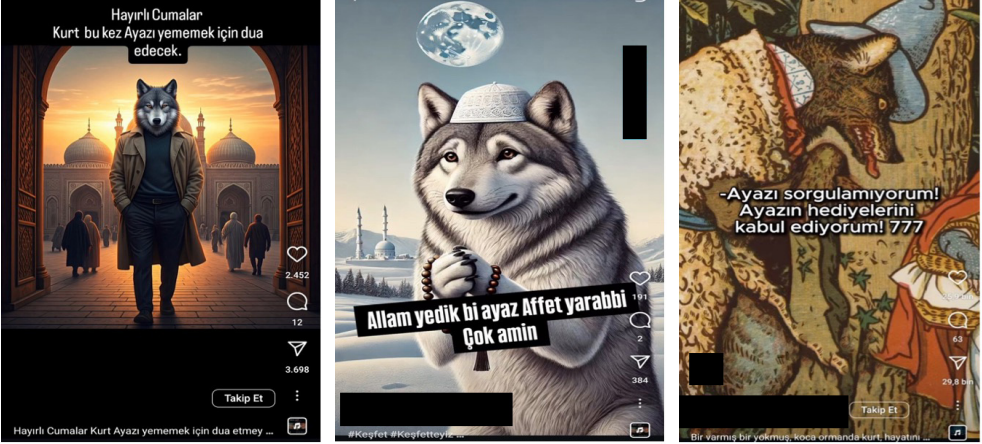 Hayırlı Cumalar
Kurt bu kez Ayazı yememek için dua
edecek.
2.452
12
3.698
Takip Et
Hayırlı Cumalar Kurt Ayazı yememek için dua etmey ...
Allam yedik bi ayaz Affet yarabbi
Çok amin
191
2
384
#Keşfet #Keşfetteyiz ...
-Ayazı sorgulamıyorum!
Ayazın hediyelerini
kabul ediyorum! 777
63
29,8 bin
Takip Et
Bir varmış bir yokmuş, koca ormanda kurt, hayatını ...